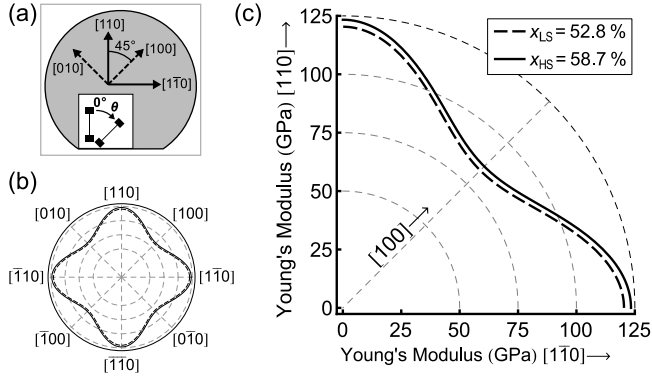 (a)
[110]
45°
[100]
[010]
[11̅0]
0° θ
(b)
[110]
[010]
[100]
[1̅10]
[11̅0]
[1̅00]
[01̅0]
[1̅1̅0]
(c)
Young's Modulus (GPa) [110]⟶
125
100
75
50
25
0
x_LS = 52.8 %
x_HS = 58.7 %
[100]⟶
0 25 50 75 100 125
Young's Modulus (GPa) [11̅0]⟶